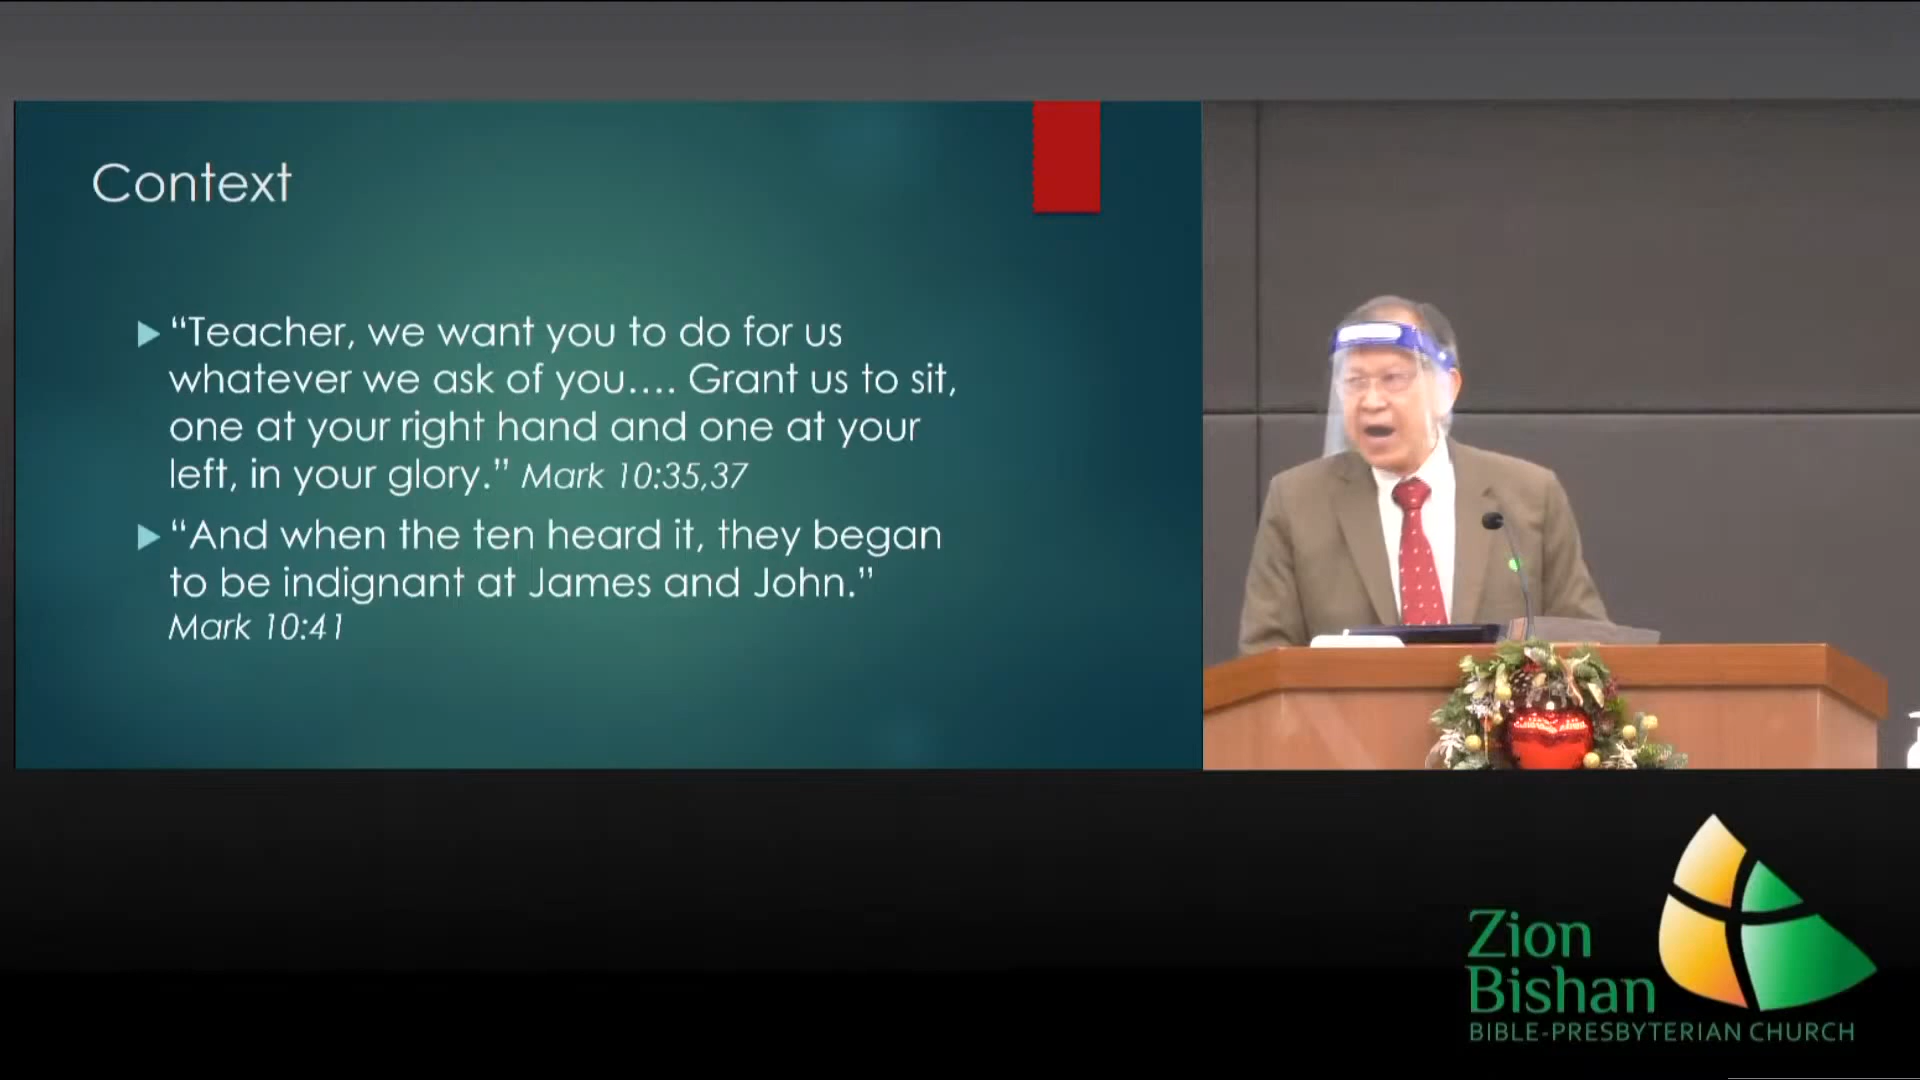 Context
“Teacher, we want you to do for us
whatever we ask of you.... Grant us to sit,
one at your right hand and one at your
left, in your glory.” Mark 10:35,37
“And when the ten heard it, they began
to be indignant at James and John.”
Mark 10:41
Zion
Bishan
BIBLE-PRESBYTERIAN CHURCH